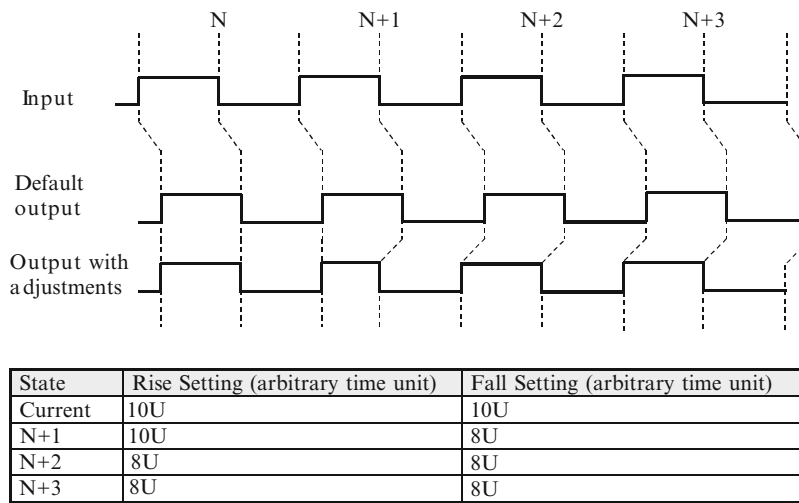 N N+1 N+2 N+3
Input
Default
output
Output with
adjustments
State Rise Setting (arbitrary time unit) Fall Setting (arbitrary time unit)
Current 10U 10U
N+1 10U 8U
N+2 8U 8U
N+3 8U 8U